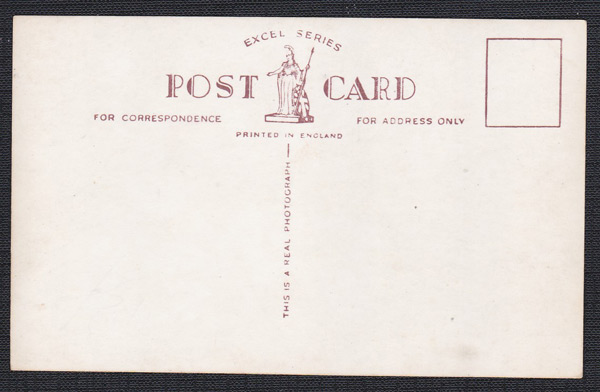 EXCEL SERIES
POST CARD
FOR CORRESPONDENCE
FOR ADDRESS ONLY
PRINTED IN ENGLAND
THIS IS A REAL PHOTOGRAPH